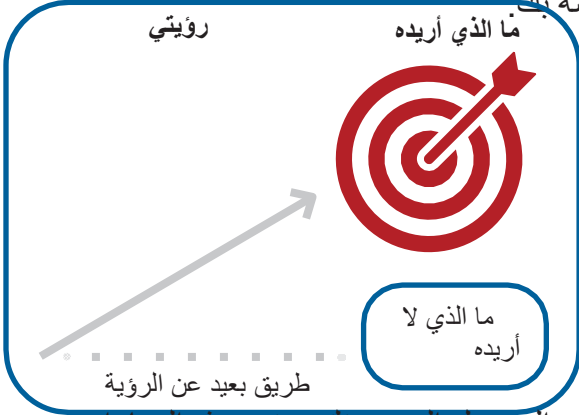 ما الذي أريده
رؤيتي
ما الذي لا
أريده
طريق بعيد عن الرؤية